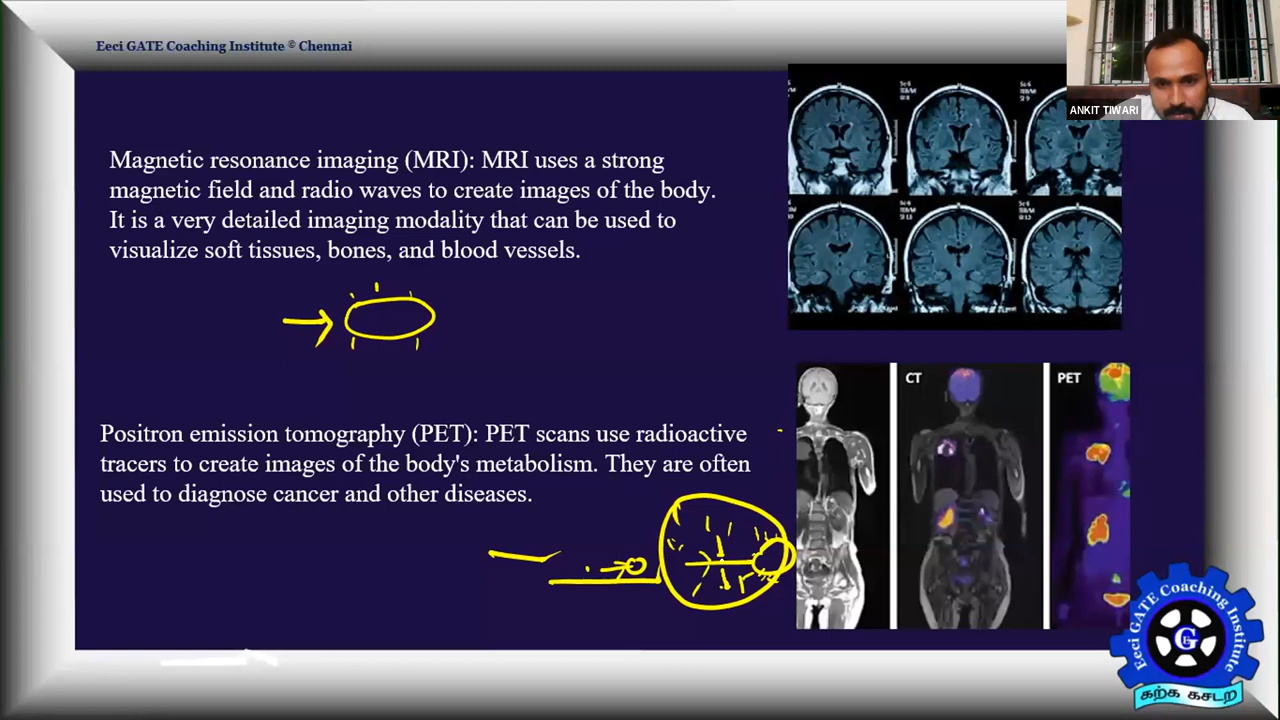 Eeci GATE Coaching Institute © Chennai
ANKIT TIWARI
Magnetic resonance imaging (MRI): MRI uses a strong
magnetic field and radio waves to create images of the body.
It is a very detailed imaging modality that can be used to
visualize soft tissues, bones, and blood vessels.
Positron emission tomography (PET): PET scans use radioactive
tracers to create images of the body's metabolism. They are often
used to diagnose cancer and other diseases.
CT
PET
Eeci GATE Coaching Institute
கற்க கசடற